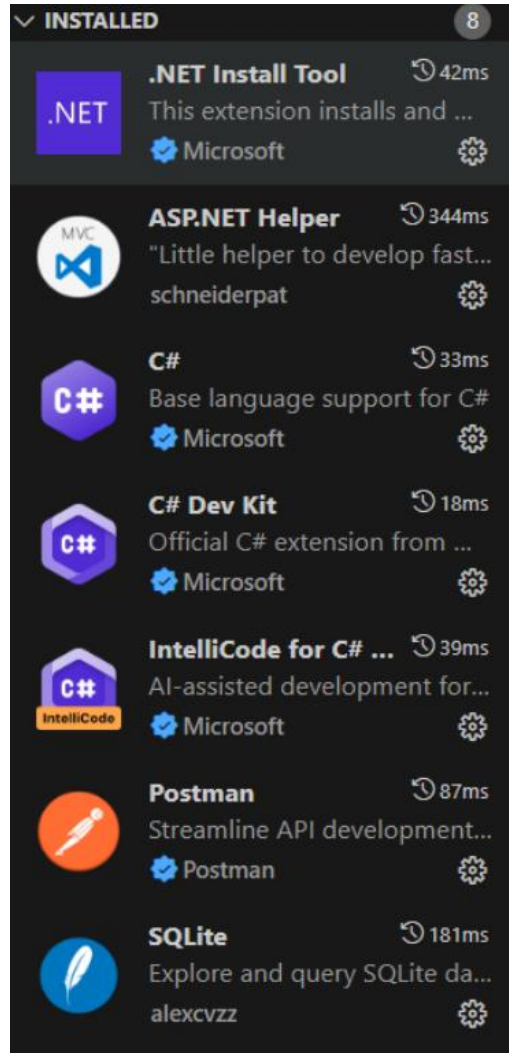 INSTALLED 8
.NET
.NET Install Tool 42ms
This extension installs and ...
Microsoft
MVC
ASP.NET Helper 344ms
"Little helper to develop fast...
schneiderpat
C#
C# 33ms
Base language support for C#
Microsoft
C#
C# Dev Kit 18ms
Official C# extension from ...
Microsoft
C#
IntelliCode
IntelliCode for C# ... 39ms
AI-assisted development for...
Microsoft
Postman 87ms
Streamline API development...
Postman
SQLite 181ms
Explore and query SQLite da...
alexcvzz